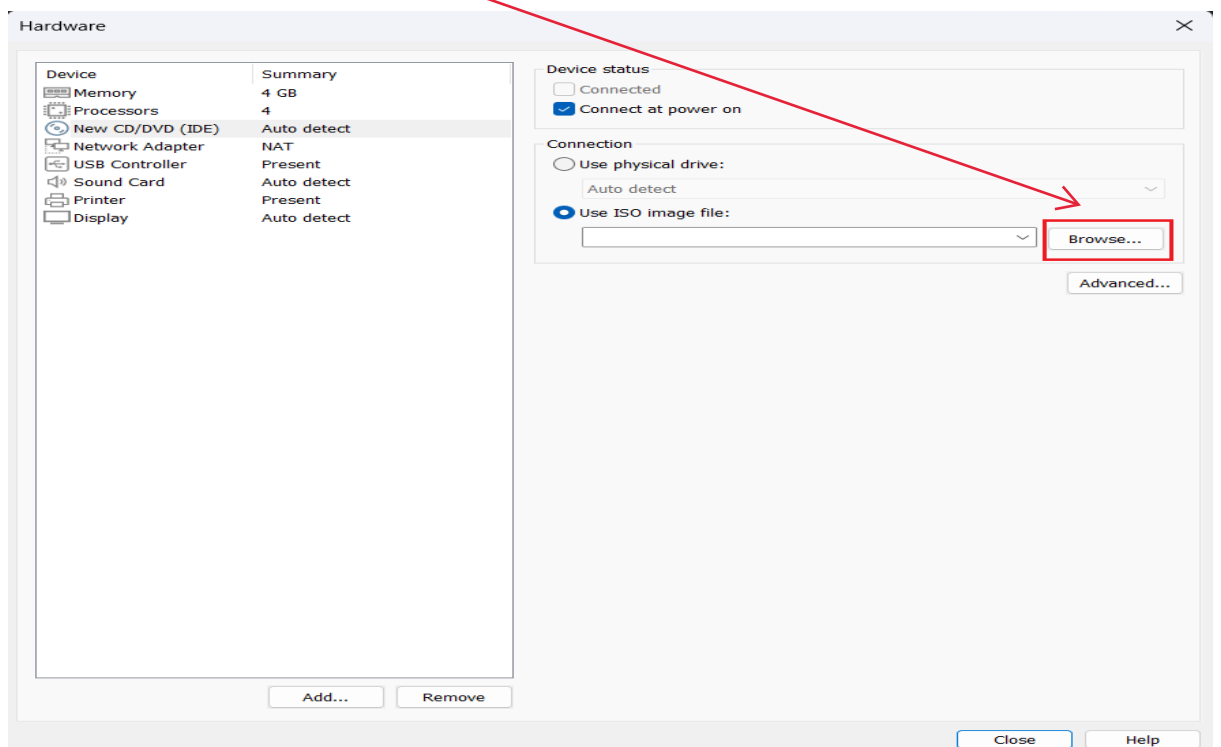 Hardware
Device Summary
Memory 4 GB
Processors 4
New CD/DVD (IDE) Auto detect
Network Adapter NAT
USB Controller Present
Sound Card Auto detect
Printer Present
Display Auto detect
Add... Remove
Device status
Connected
Connect at power on
Connection
Use physical drive:
Auto detect
Use ISO image file:
Browse...
Advanced...
Close Help